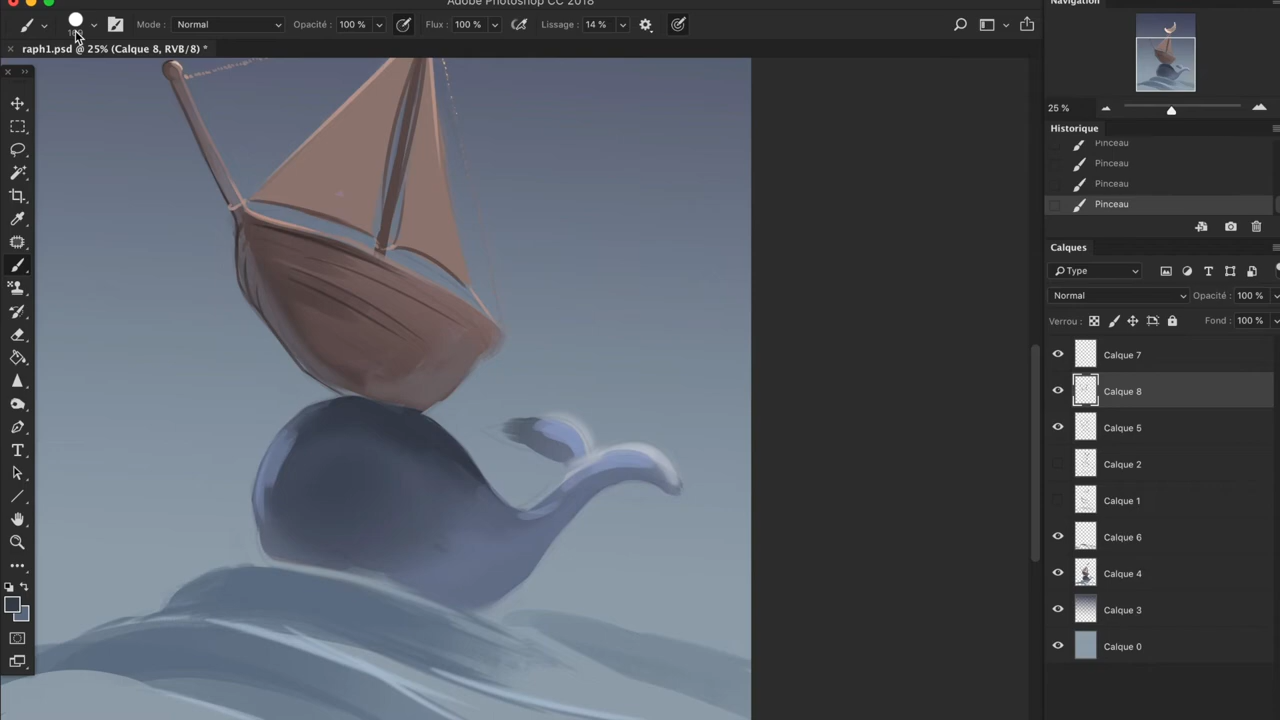 Adobe Photoshop CC 2018
Navigation
Mode : Normal Opacité : 100 % Flux : 100 % Lissage : 14 %
raph1.psd @ 25% (Calque 8, RVB/8) *
25 %
Historique
Pinceau
Pinceau
Pinceau
Pinceau
Calques
Type
Normal Opacité : 100 %
Verrou : Fond : 100 %
Calque 7
Calque 8
Calque 5
Calque 2
Calque 1
Calque 6
Calque 4
Calque 3
Calque 0